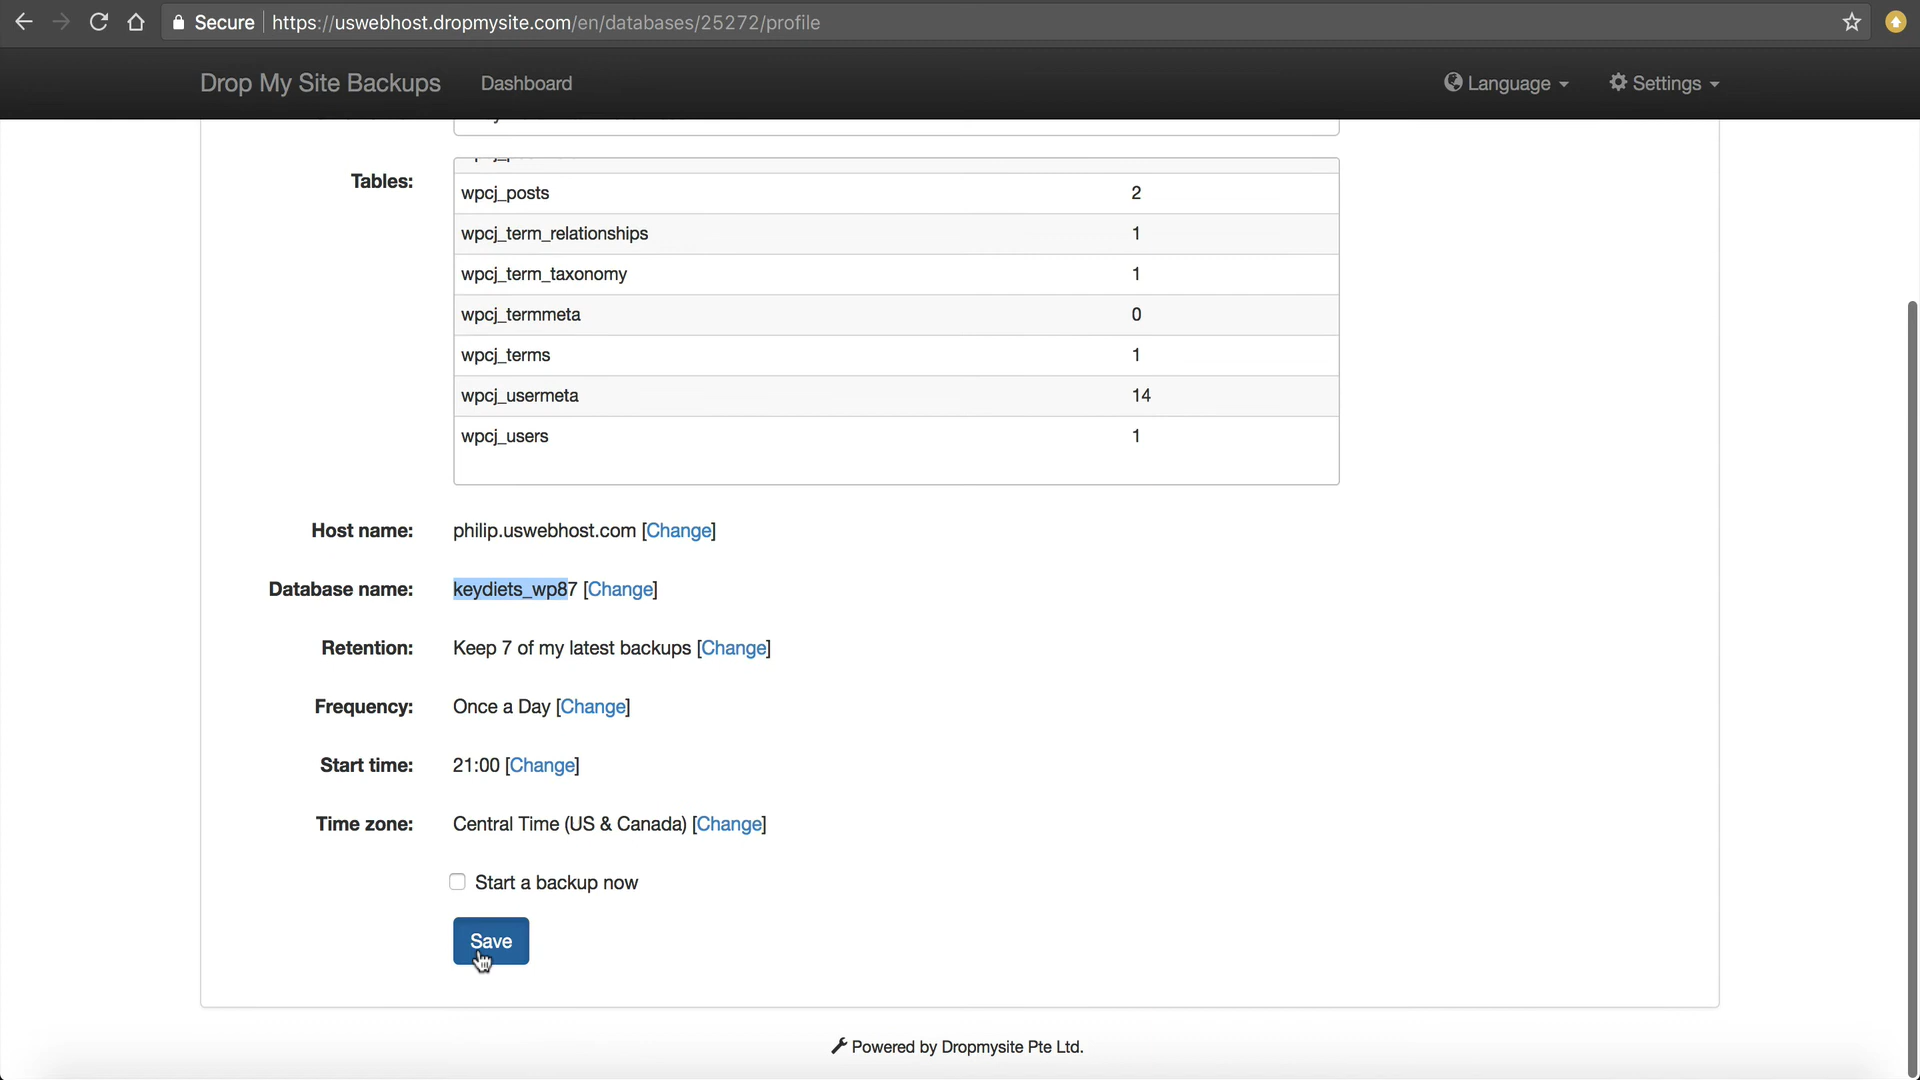 Secure https://uswebhost.dropmysite.com/en/databases/25272/profile
Drop My Site Backups Dashboard Language Settings
Tables:
wpcj_posts 2
wpcj_term_relationships 1
wpcj_term_taxonomy 1
wpcj_termmeta 0
wpcj_terms 1
wpcj_usermeta 14
wpcj_users 1
Host name: philip.uswebhost.com [Change]
Database name: keydiets_wp87 [Change]
Retention: Keep 7 of my latest backups [Change]
Frequency: Once a Day [Change]
Start time: 21:00 [Change]
Time zone: Central Time (US & Canada) [Change]
Start a backup now
Save
Powered by Dropmysite Pte Ltd.